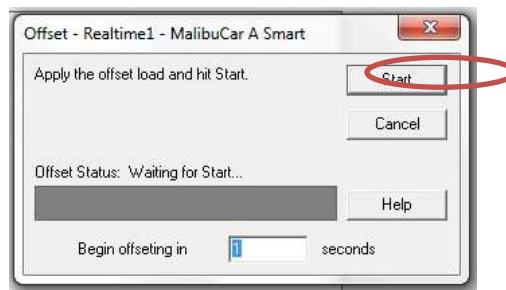 Offset - Realtime1 - MalibuCar A Smart
Apply the offset load and hit Start.
Start
Cancel
Offset Status: Waiting for Start...
Help
Begin offseting in 1 seconds